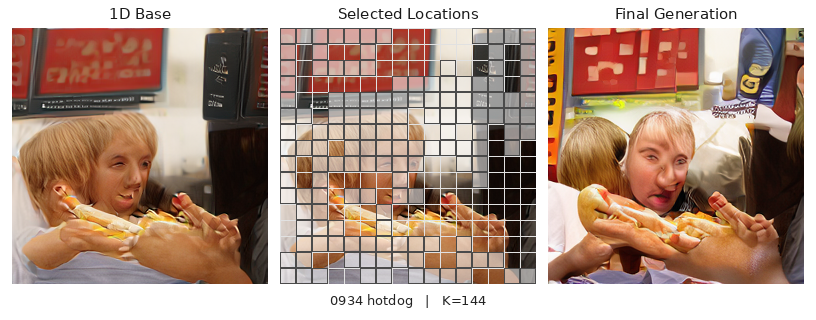 1D Base
Selected Locations
Final Generation
0934 hotdog | K=144